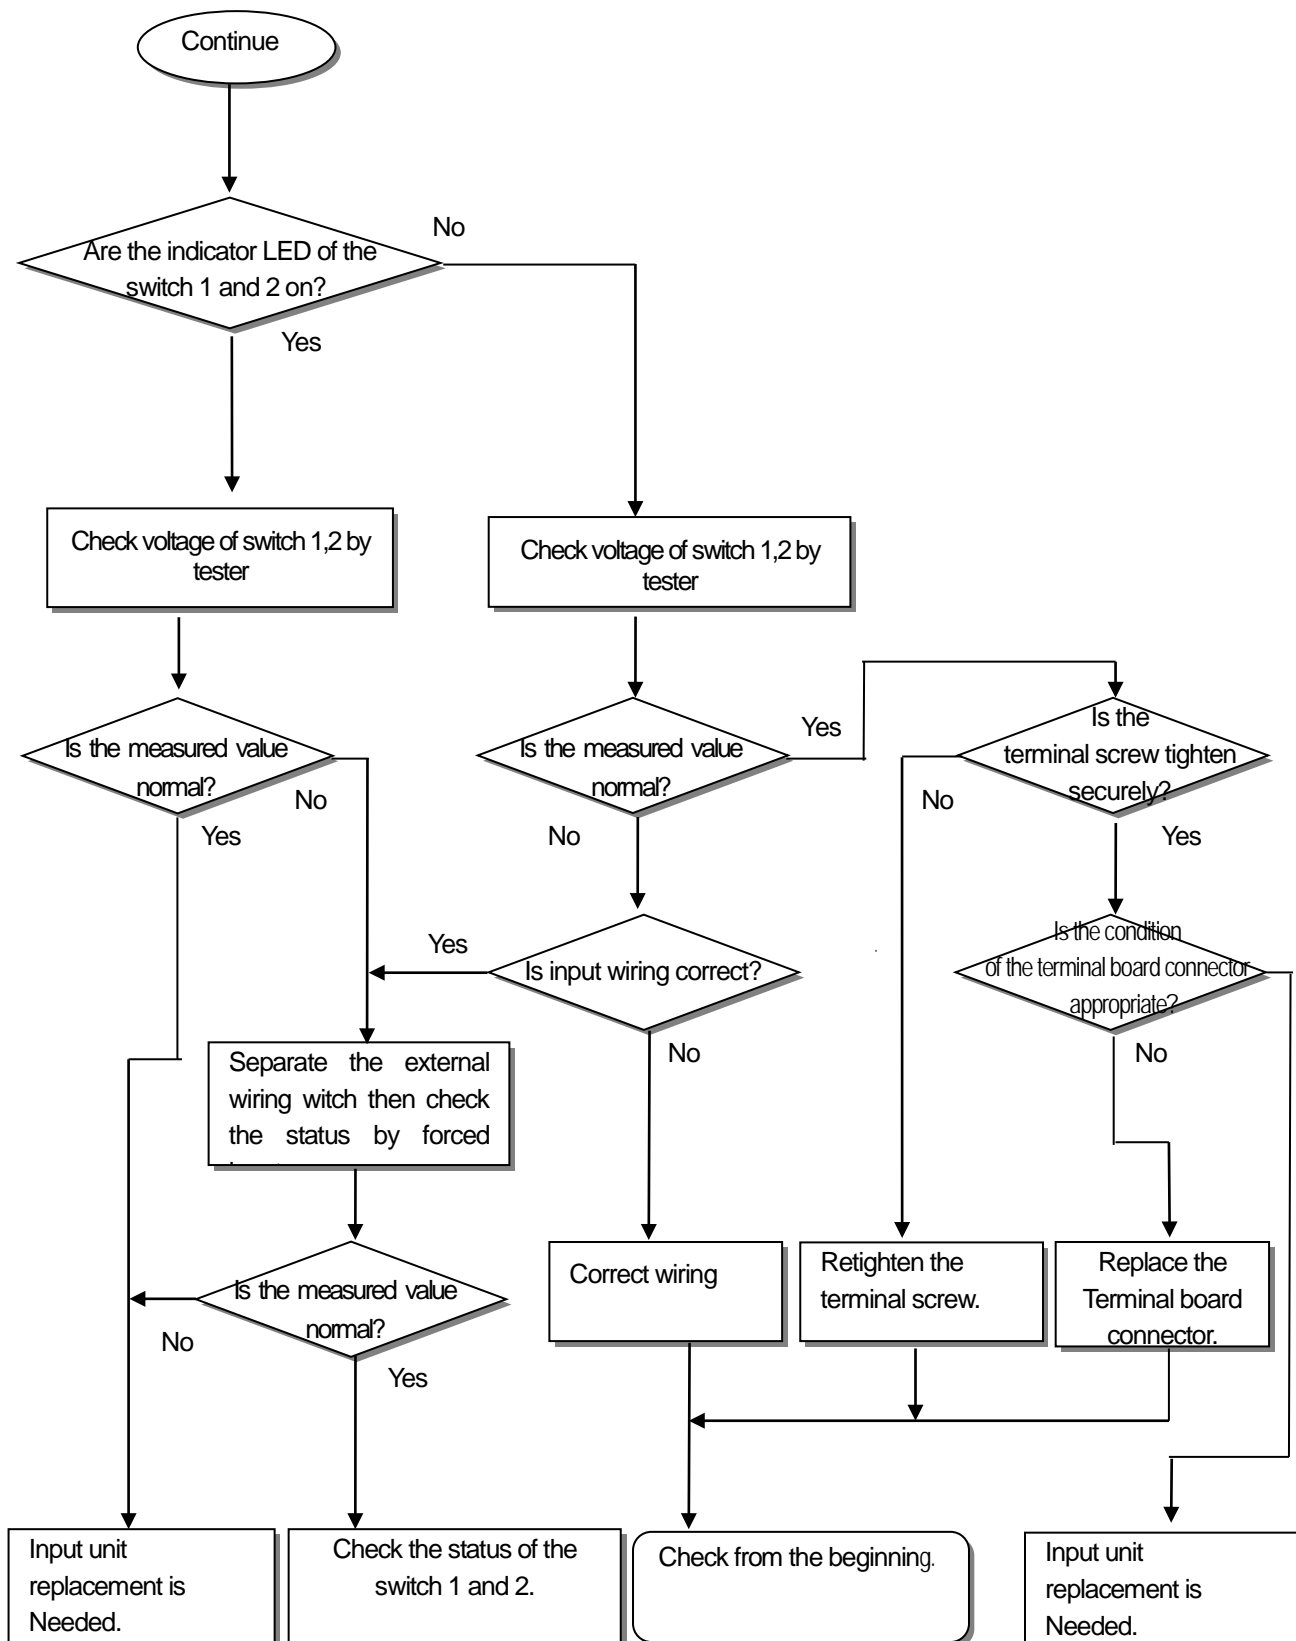 Continue
No
Are the indicator LED of the
switch 1 and 2 on?
Yes
Check voltage of switch 1,2 by
tester
Check voltage of switch 1,2 by
tester
Is the measured value
normal?
No
Yes
Is the measured value
normal?
Yes
No
Is the
terminal screw tighten
securely?
No
Yes
Yes
Is input wiring correct?
No
Is the condition
of the terminal board connector
appropriate?
No
Separate the external
wiring witch then check
the status by forced
Is the measured value
normal?
No
Yes
Correct wiring
Retighten the
terminal screw.
Replace the
Terminal board
connector.
Input unit
replacement is
Needed.
Check the status of the
switch 1 and 2.
Check from the beginning.
Input unit
replacement is
Needed.